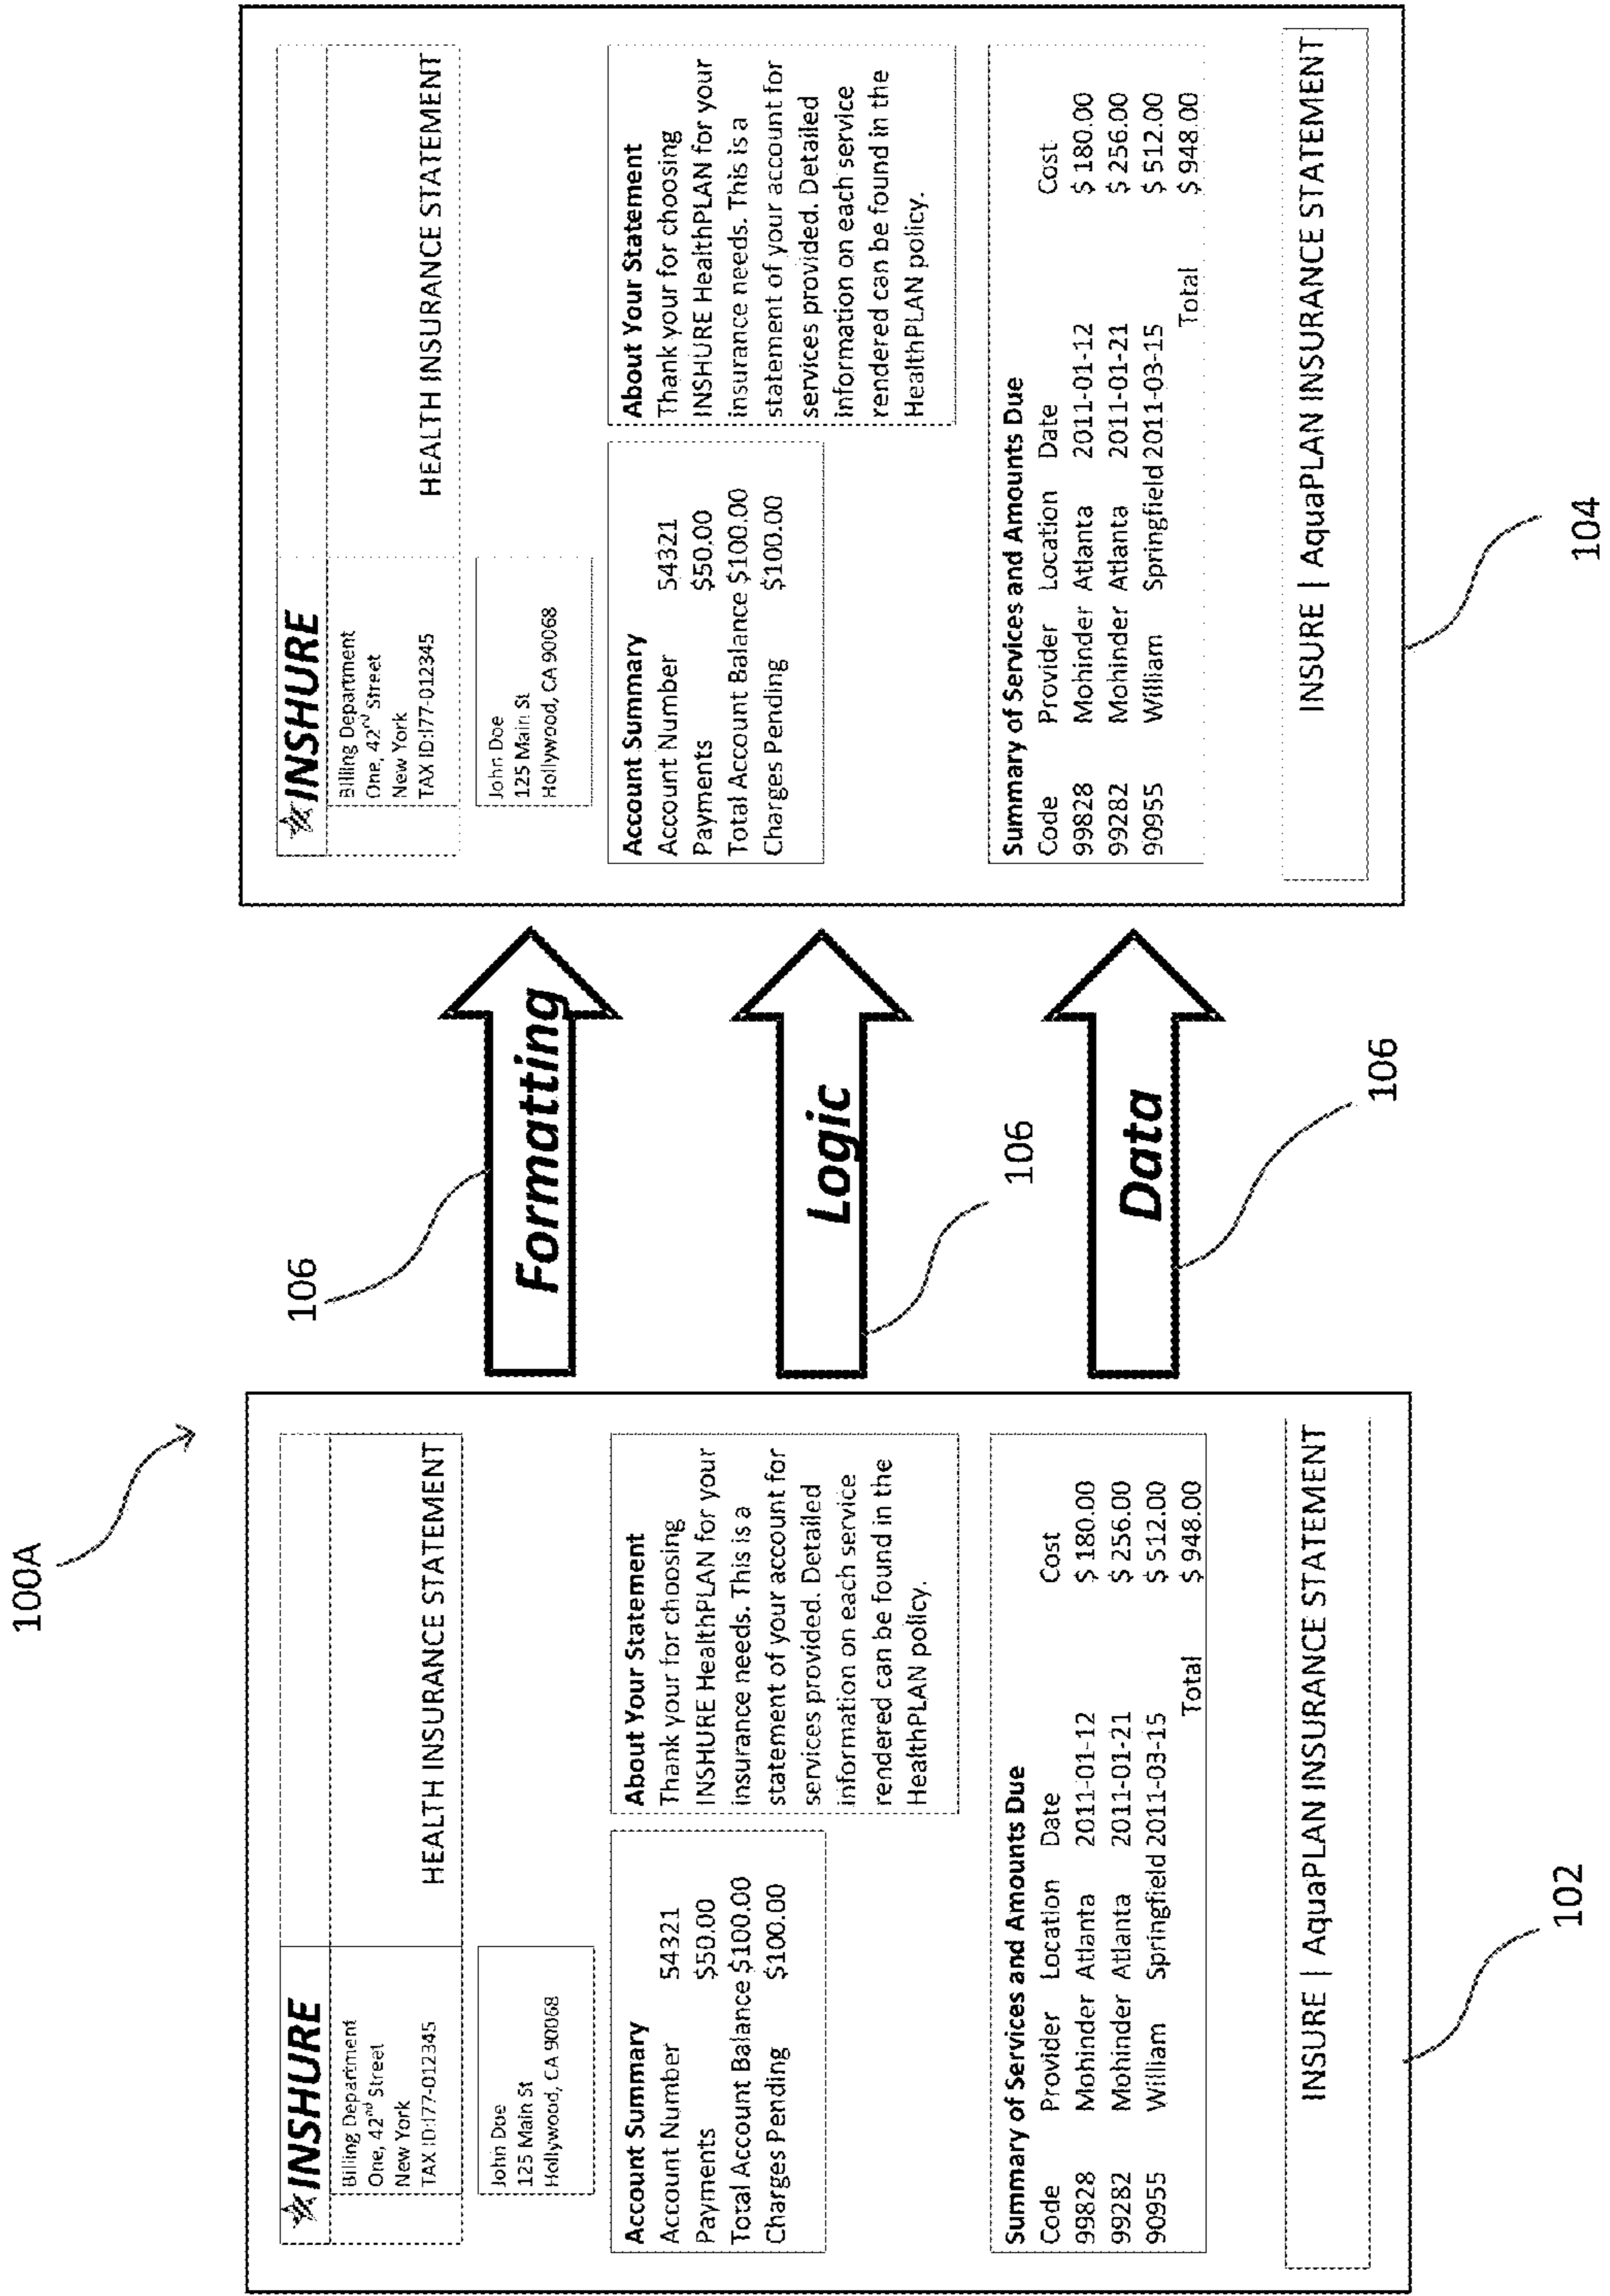 100A
INSHURE
Billing Department
One, 42nd Street
New York
TAX ID:I77-012345
HEALTH INSURANCE STATEMENT
John Doe
125 Main St
Hollywood, CA 90068
Account Summary
Account Number 54321
Payments $50.00
Total Account Balance $100.00
Charges Pending $100.00
About Your Statement
Thank your for choosing
INSHURE HealthPLAN for your
insurance needs. This is a
statement of your account for
services provided. Detailed
information on each service
rendered can be found in the
HealthPLAN policy.
Summary of Services and Amounts Due
Code Provider Location Date Cost
99828 Mohinder Atlanta 2011-01-12 $ 180.00
99282 Mohinder Atlanta 2011-01-21 $ 256.00
90955 William Springfield 2011-03-15 $ 512.00
Total $ 948.00
INSURE | AquaPLAN INSURANCE STATEMENT
102
106
Formatting
Logic
106
Data
106
INSHURE
Billing Department
One, 42nd Street
New York
TAX ID:I77-012345
HEALTH INSURANCE STATEMENT
John Doe
125 Main St
Hollywood, CA 90068
Account Summary
Account Number 54321
Payments $50.00
Total Account Balance $100.00
Charges Pending $100.00
About Your Statement
Thank your for choosing
INSHURE HealthPLAN for your
insurance needs. This is a
statement of your account for
services provided. Detailed
information on each service
rendered can be found in the
HealthPLAN policy.
Summary of Services and Amounts Due
Code Provider Location Date Cost
99828 Mohinder Atlanta 2011-01-12 $ 180.00
99282 Mohinder Atlanta 2011-01-21 $ 256.00
90955 William Springfield 2011-03-15 $ 512.00
Total $ 948.00
INSURE | AquaPLAN INSURANCE STATEMENT
104